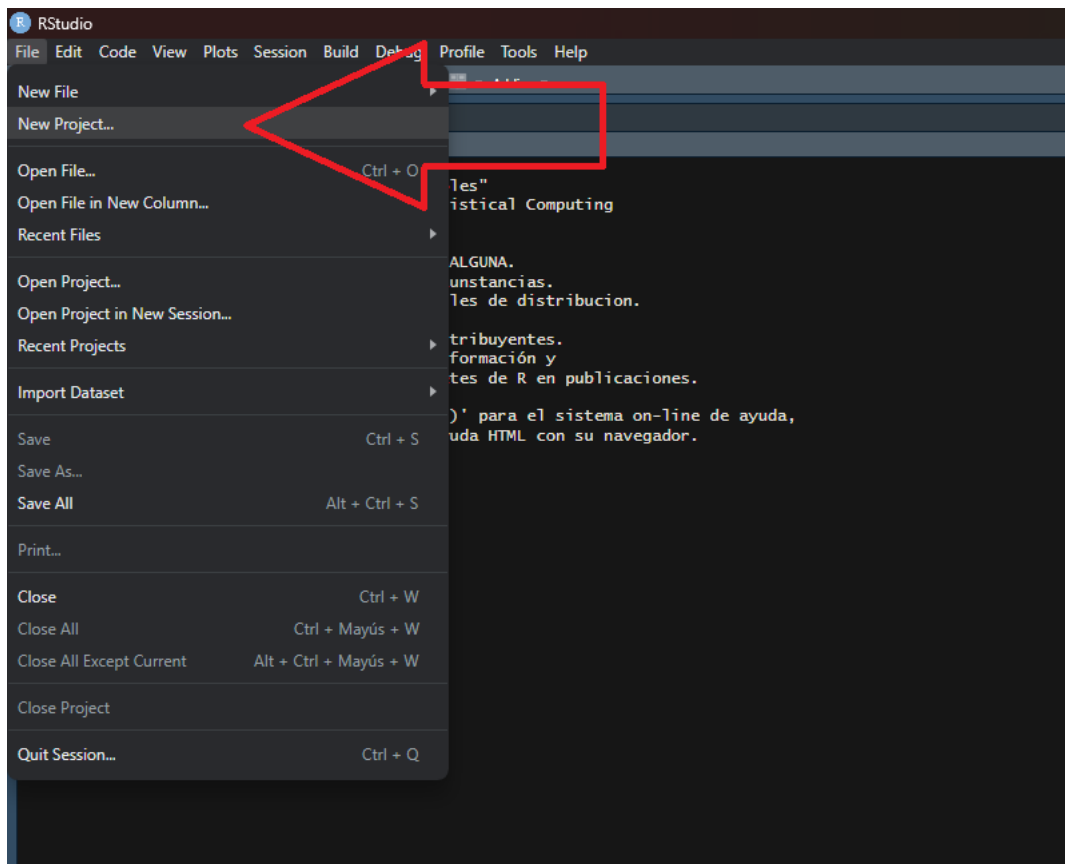 R RStudio
File Edit Code View Plots Session Build Debug Profile Tools Help
New File
New Project...
Open File... Ctrl + O
les"
Open File in New Column...
istical Computing
Recent Files
ALGUNA.
Open Project...
unstancias.
les de distribucion.
Open Project in New Session...
tribuyentes.
Recent Projects
formación y
tes de R en publicaciones.
Import Dataset
)' para el sistema on-line de ayuda,
Save Ctrl + S
uda HTML con su navegador.
Save As...
Save All Alt + Ctrl + S
Print...
Close Ctrl + W
Close All Ctrl + Mayús + W
Close All Except Current Alt + Ctrl + Mayús + W
Close Project
Quit Session... Ctrl + Q